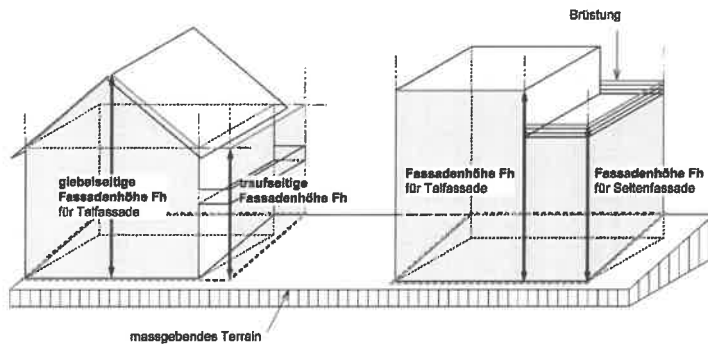 Brüstung
giebelseitige
Fassadenhöhe Fh
für Talfassade
traufseitige
Fassadenhöhe Fh
Fassadenhöhe Fh
für Talfassade
Fassadenhöhe Fh
für Seitenfassade
massgebendes Terrain